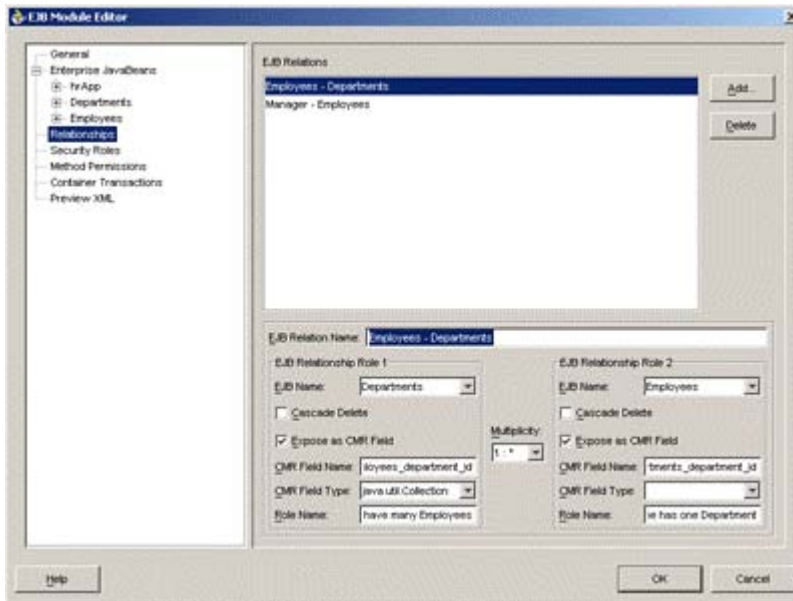 EJB Module Editor
General
Enterprise JavaBeans
hrApp
Departments
Employees
Relationships
Security Roles
Method Permissions
Container Transactions
Preview XML
EJB Relations
Employees - Departments
Manager - Employees
Add...
Delete
EJB Relation Name: Employees - Departments
EJB Relationship Role 1
EJB Name: Departments
Cascade Delete
Expose as CMR Field
CMR Field Name: loyees_department_id
CMR Field Type: java.util.Collection
Role Name: have many Employees
Multiplicity:
1 : *
EJB Relationship Role 2
EJB Name: Employees
Cascade Delete
Expose as CMR Field
CMR Field Name: tments_department_id
CMR Field Type:
Role Name: ie has one Department
Help
OK
Cancel